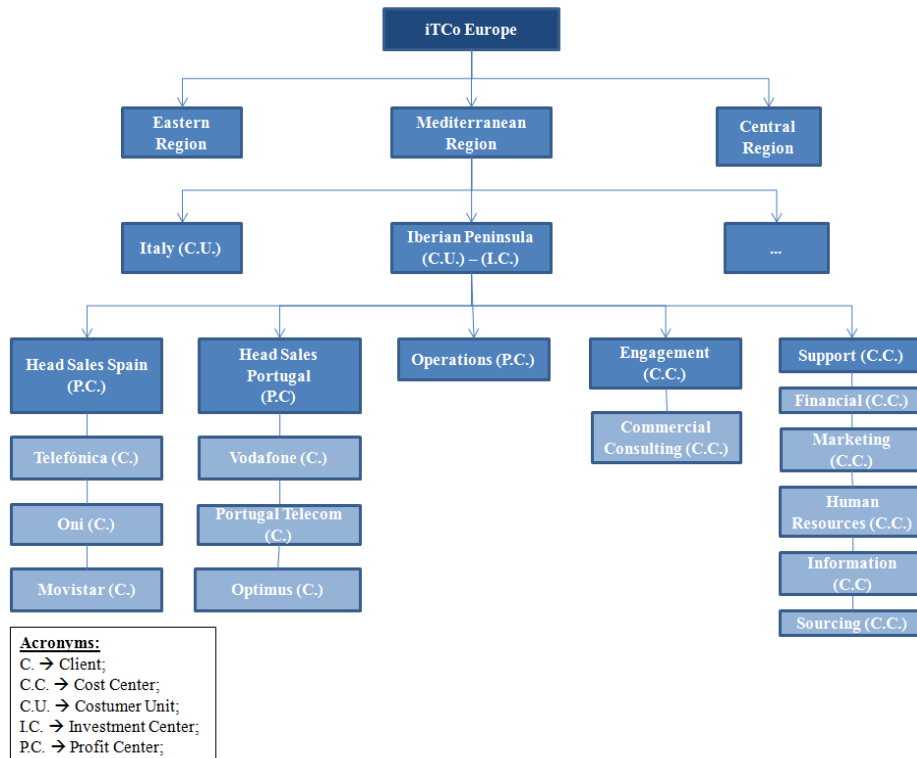 iTCo Europe
Eastern
Region
Mediterranean
Region
Central
Region
Italy (C.U.)
Iberian Peninsula
(C.U.) – (I.C.)
...
Head Sales Spain
(P.C.)
Head Sales
Portugal
(P.C)
Operations (P.C.)
Engagement
(C.C.)
Support (C.C.)
Telefónica (C.)
Oni (C.)
Movistar (C.)
Vodafone (C.)
Portugal Telecom
(C.)
Optimus (C.)
Commercial
Consulting (C.C.)
Financial (C.C.)
Marketing
(C.C.)
Human
Resources (C.C.)
Information
(C.C)
Sourcing (C.C.)
Acronyms:
C. → Client;
C.C. → Cost Center;
C.U. → Costumer Unit;
I.C. → Investment Center;
P.C. → Profit Center;